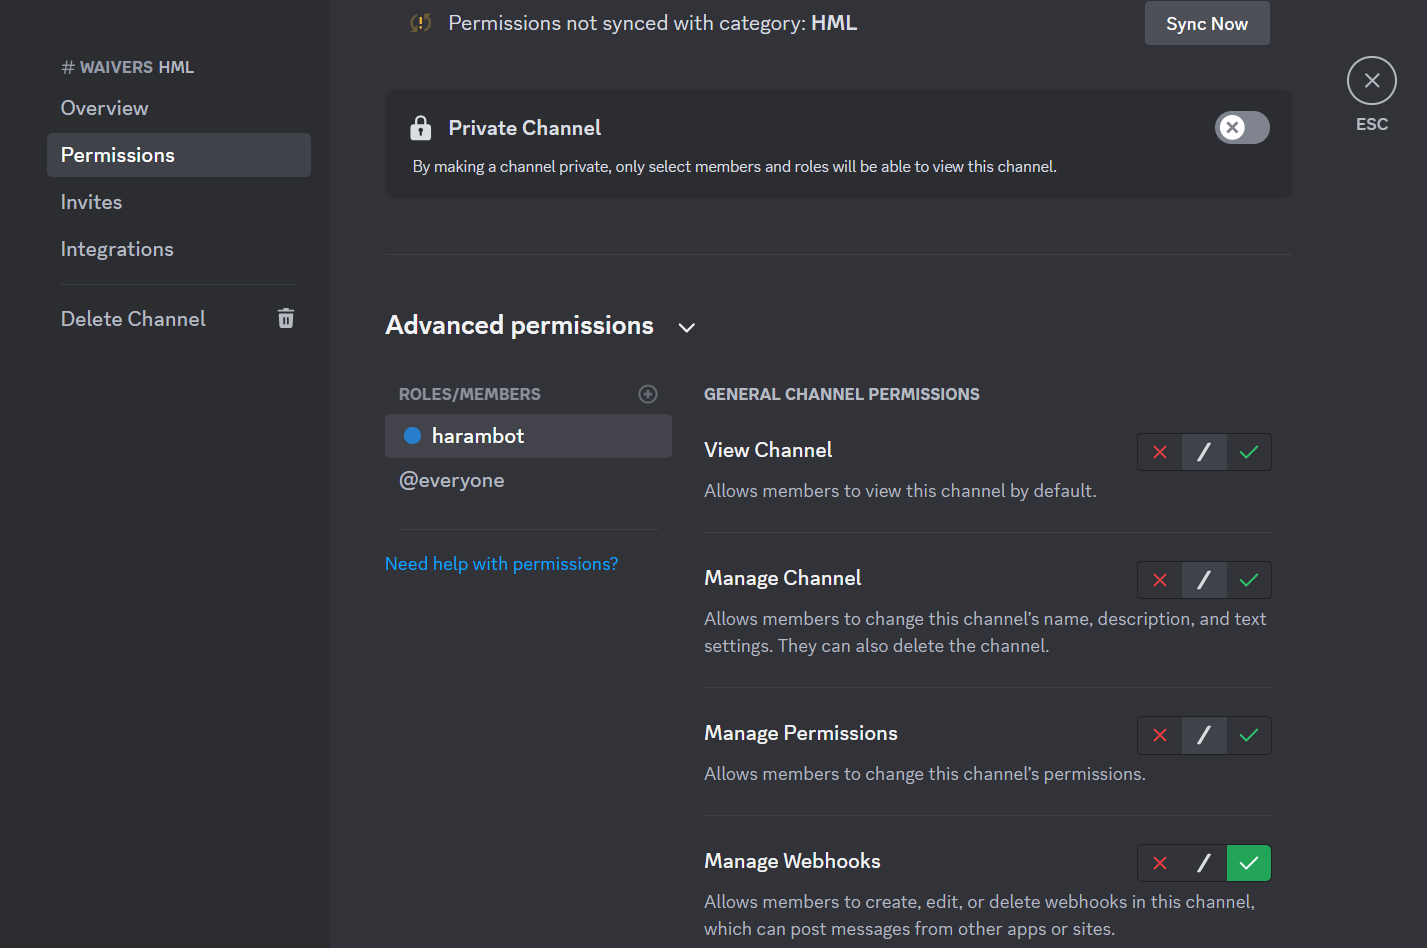 Permissions not synced with category: HML
Sync Now
# WAIVERS HML
Overview
Permissions
Invites
Integrations
Delete Channel
ESC
Private Channel
By making a channel private, only select members and roles will be able to view this channel.
Advanced permissions
ROLES/MEMBERS
harambot
@everyone
Need help with permissions?
GENERAL CHANNEL PERMISSIONS
View Channel
Allows members to view this channel by default.
Manage Channel
Allows members to change this channel’s name, description, and text
settings. They can also delete the channel.
Manage Permissions
Allows members to change this channel’s permissions.
Manage Webhooks
Allows members to create, edit, or delete webhooks in this channel,
which can post messages from other apps or sites.